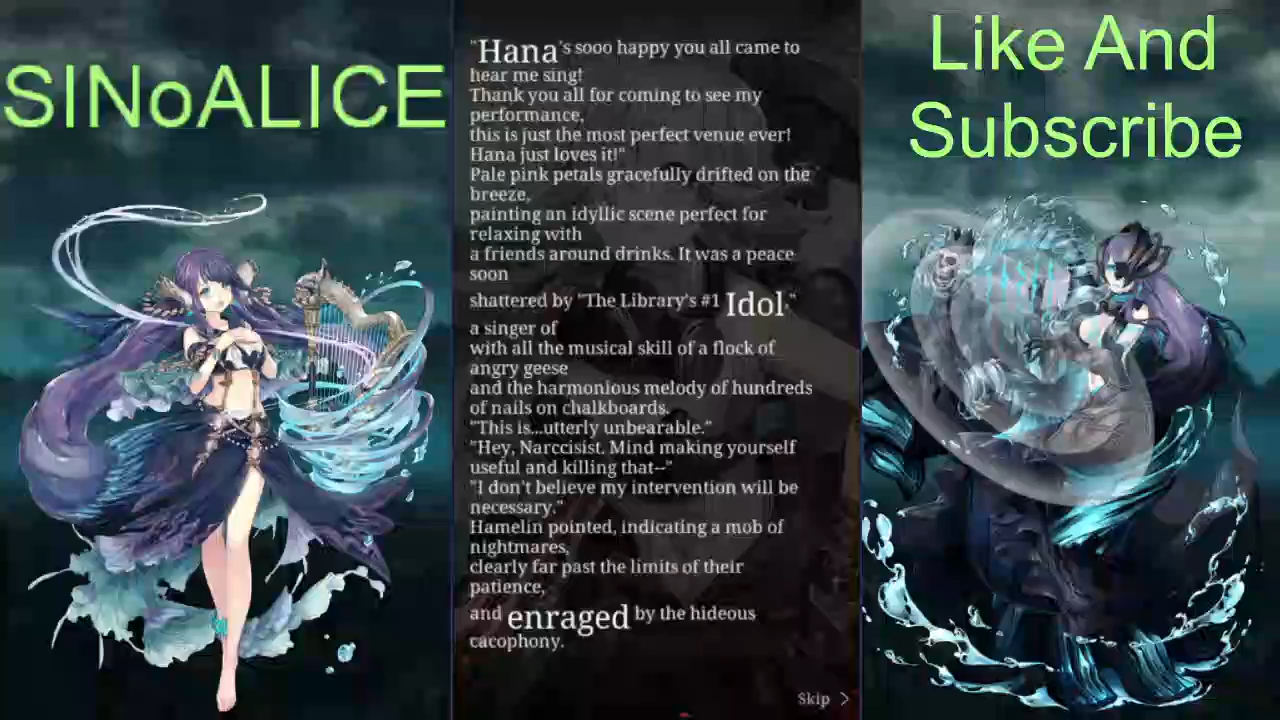 SINoALICE
"Hana's sooo happy you all came to
hear me sing!
Thank you all for coming to see my
performance,
this is just the most perfect venue ever!
Hana just loves it!"
Pale pink petals gracefully drifted on the
breeze,
painting an idyllic scene perfect for
relaxing with
a friends around drinks. It was a peace
soon
shattered by "The Library's #1 Idol."
a singer of
with all the musical skill of a flock of
angry geese
and the harmonious melody of hundreds
of nails on chalkboards.
"This is...utterly unbearable."
"Hey, Narccisist. Mind making yourself
useful and killing that--"
"I don't believe my intervention will be
necessary."
Hamelin pointed, indicating a mob of
nightmares,
clearly far past the limits of their
patience,
and enraged by the hideous
cacophony.
Skip >
Like And
Subscribe